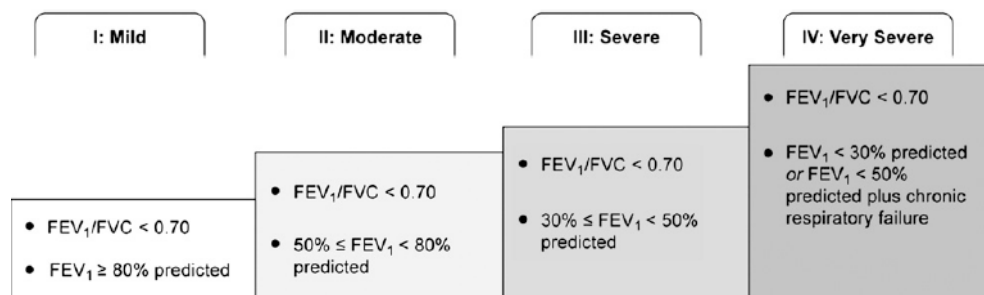 I: Mild
II: Moderate
III: Severe
IV: Very Severe
• FEV₁/FVC < 0.70
• FEV₁ ≥ 80% predicted
• FEV₁/FVC < 0.70
• 50% ≤ FEV₁ < 80%
predicted
• FEV₁/FVC < 0.70
• 30% ≤ FEV₁ < 50%
predicted
• FEV₁/FVC < 0.70
• FEV₁ < 30% predicted
or FEV₁ < 50%
predicted plus chronic
respiratory failure